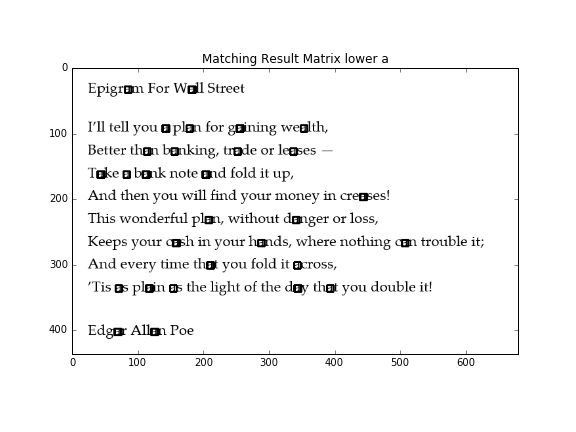 Matching Result Matrix lower a
0
Epigram For Wall Street
I'll tell you a plan for gaining wealth,
100
Better than banking, trade or leases —
Take a bank note and fold it up,
200 And then you will find your money in creases!
This wonderful plan, without danger or loss,
Keeps your cash in your hands, where nothing can trouble it;
300 And every time that you fold it across,
'Tis as plain as the light of the day that you double it!
400 Edgar Allan Poe
0 100 200 300 400 500 600